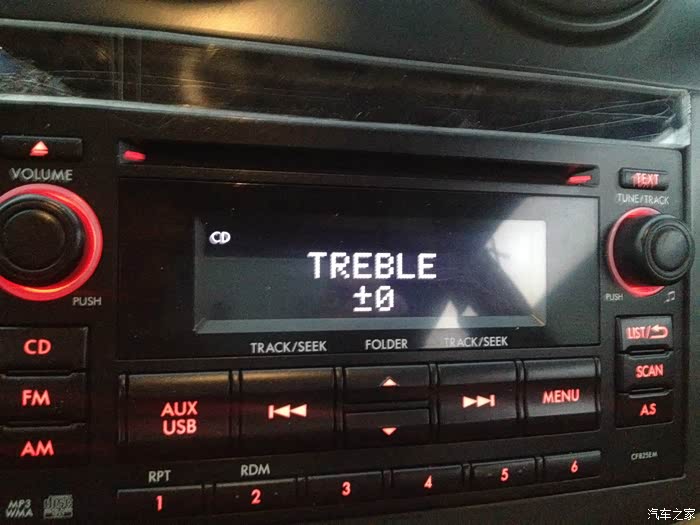 TEXT
VOLUME
TUNE/TRACK
CD
TREBLE
±0
PUSH
PUSH
TRACK/SEEK
FOLDER
TRACK/SEEK
LIST/
CD
SCAN
FM
AUX
USB
MENU
AS
AM
CF825EM
RPT
RDM
1
2
3
4
5
6
MP3
WMA
汽车之家